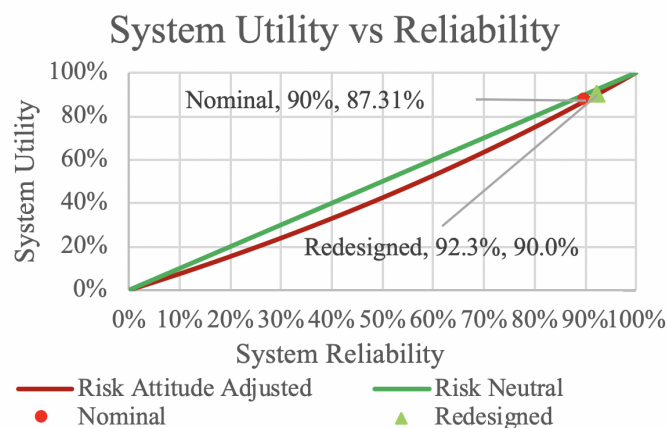 System Utility vs Reliability
System Utility
100%
80%
60%
40%
20%
0%
Nominal, 90%, 87.31%
Redesigned, 92.3%, 90.0%
0% 10% 20% 30% 40% 50% 60% 70% 80% 90% 100%
System Reliability
Risk Attitude Adjusted Risk Neutral
Nominal Redesigned